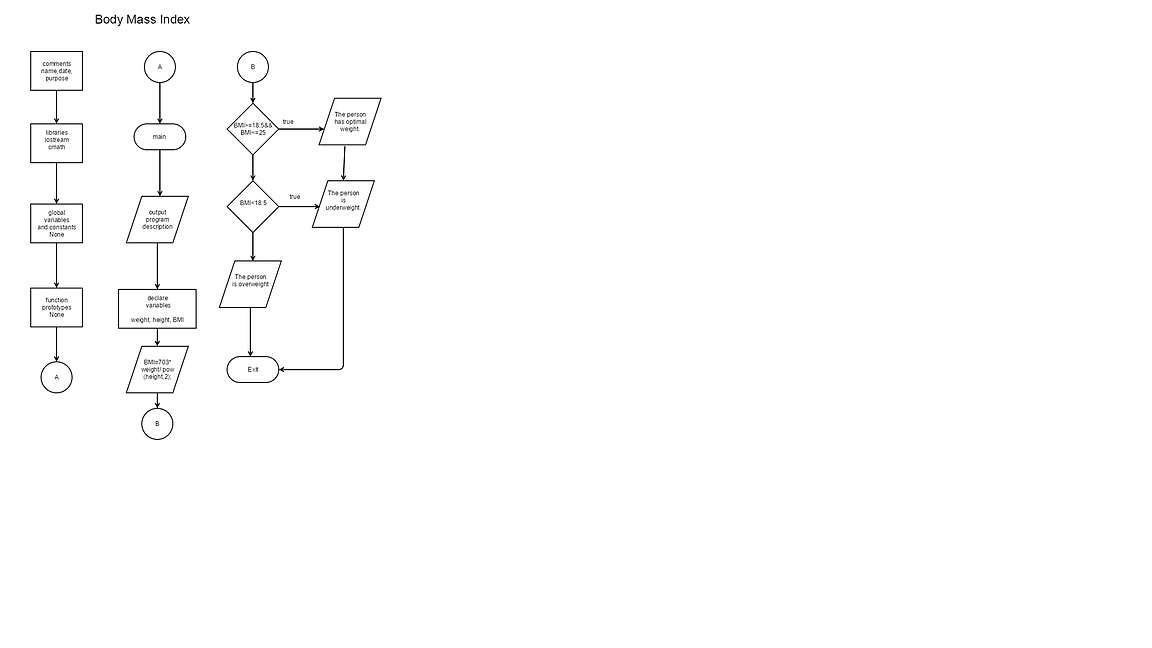 Body Mass Index
comments
name,date,
purpose
libraries
iostream
cmath
global
variables
and constants
None
function
prototypes
None
A
A
main
output
program
description
declare
variables
weight, height, BMI
BMI=703*
weight/ pow
(height,2);
B
B
BMI>=18.5&&
BMI<=25
true
The person
has optimal
weight.
BMI<18.5
true
The person
is
underweight.
The person
is overweight
Exit